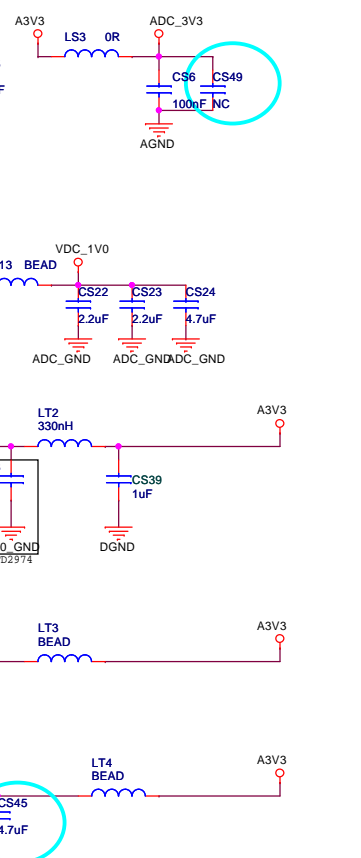 A3V3
ADC_3V3
LS3 0R
CS6
CS49
100nF
NC
F
AGND
VDC_1V0
13 BEAD
CS22
CS23
CS24
2.2uF
2.2uF
4.7uF
ADC_GND
ADC_GND
ADC_GND
LT2
330nH
A3V3
CS39
1uF
0_GND
DGND
D2974
LT3
BEAD
A3V3
LT4
BEAD
A3V3
CS45
4.7uF